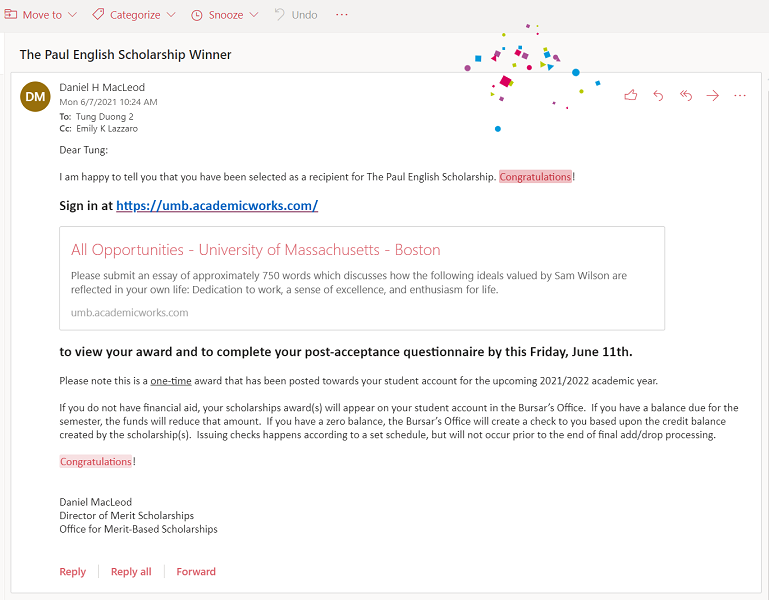 Move to Categorize Snooze Undo ...
The Paul English Scholarship Winner
DM
Daniel H MacLeod
Mon 6/7/2021 10:24 AM
To: Tung Duong 2
Cc: Emily K Lazzaro
Dear Tung:
I am happy to tell you that you have been selected as a recipient for The Paul English Scholarship. Congratulations!
Sign in at https://umb.academicworks.com/
All Opportunities - University of Massachusetts - Boston
Please submit an essay of approximately 750 words which discusses how the following ideals valued by Sam Wilson are
reflected in your own life: Dedication to work, a sense of excellence, and enthusiasm for life.
umb.academicworks.com
to view your award and to complete your post-acceptance questionnaire by this Friday, June 11th.
Please note this is a one-time award that has been posted towards your student account for the upcoming 2021/2022 academic year.
If you do not have financial aid, your scholarships award(s) will appear on your student account in the Bursar's Office. If you have a balance due for the
semester, the funds will reduce that amount. If you have a zero balance, the Bursar's Office will create a check to you based upon the credit balance
created by the scholarship(s). Issuing checks happens according to a set schedule, but will not occur prior to the end of final add/drop processing.
Congratulations!
Daniel MacLeod
Director of Merit Scholarships
Office for Merit-Based Scholarships
Reply Reply all Forward